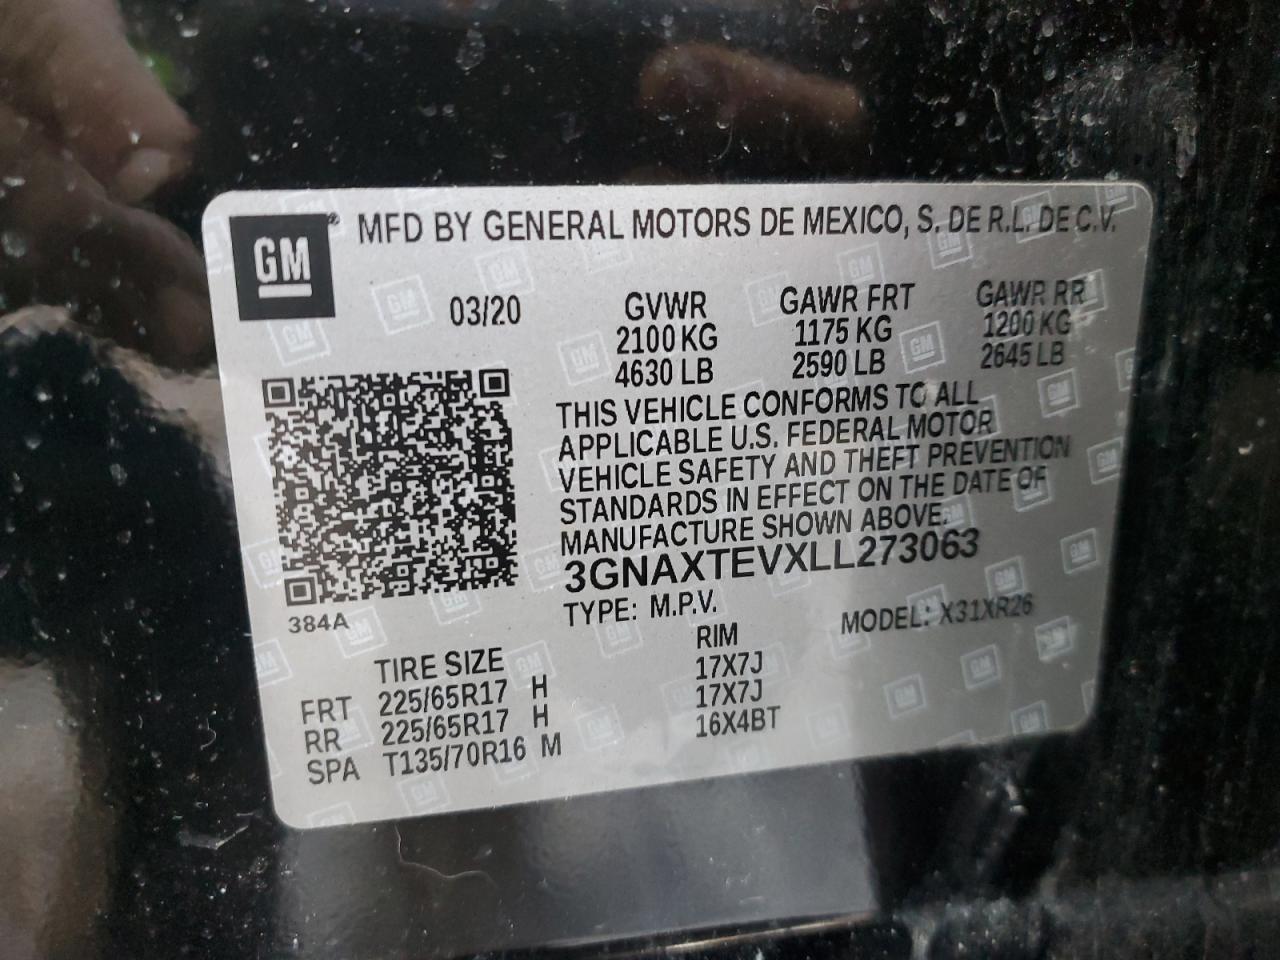 GM ® MFD BY GENERAL MOTORS DE MEXICO, S. DE R.L. DE C.V.
03/20 GVWR GAWR FRT GAWR RR
2100 KG 1175 KG 1200 KG
4630 LB 2590 LB 2645 LB
THIS VEHICLE CONFORMS TO ALL
APPLICABLE U.S. FEDERAL MOTOR
VEHICLE SAFETY AND THEFT PREVENTION
STANDARDS IN EFFECT ON THE DATE OF
MANUFACTURE SHOWN ABOVE.
3GNAXTEVXLL273063
384A
TYPE: M.P.V. MODEL: X31XR26
TIRE SIZE RIM
FRT 225/65R17 H 17X7J
RR 225/65R17 H 17X7J
SPA T135/70R16 M 16X4BT